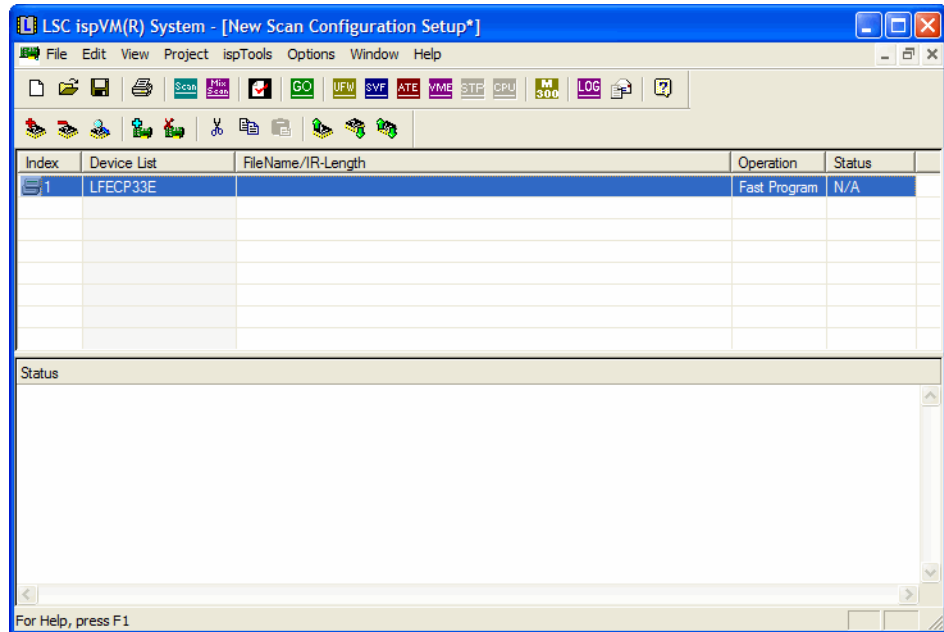 LSC ispVM(R) System - [New Scan Configuration Setup*]
File Edit View Project ispTools Options Window Help
Scan Mix Scan GO UFW SVF ATE VME STP CPU M 300 LOG
Index Device List FileName/IR-Length Operation Status
1 LFECP33E Fast Program N/A
Status
For Help, press F1